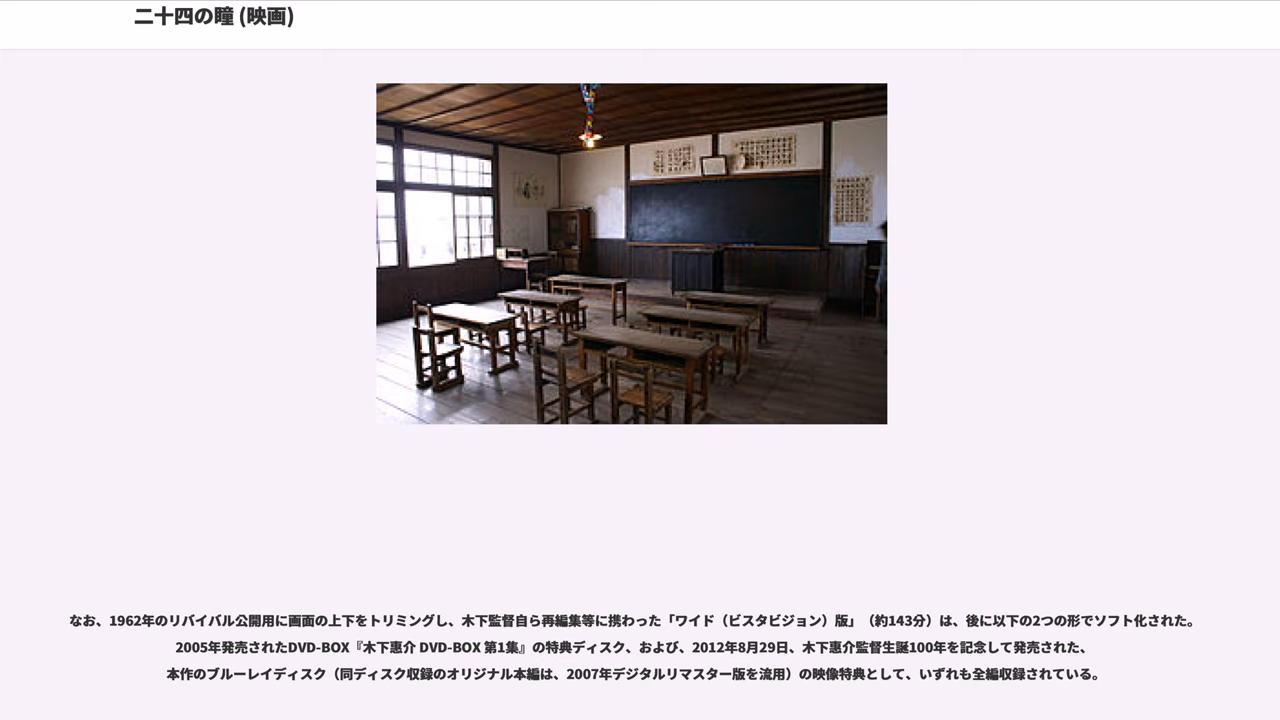 二十四の瞳 (映画)
なお、1962年のリバイバル公開用に画面の上下をトリミングし、木下監督自ら再編集等に携わった「ワイド（ビスタビジョン）版」（約143分）は、後に以下の2つの形でソフト化された。
2005年発売されたDVD-BOX『木下惠介 DVD-BOX 第1集』の特典ディスク、および、2012年8月29日、木下惠介監督生誕100年を記念して発売された、
本作のブルーレイディスク（同ディスク収録のオリジナル本編は、2007年デジタルリマスター版を流用）の映像特典として、いずれも全編収録されている。